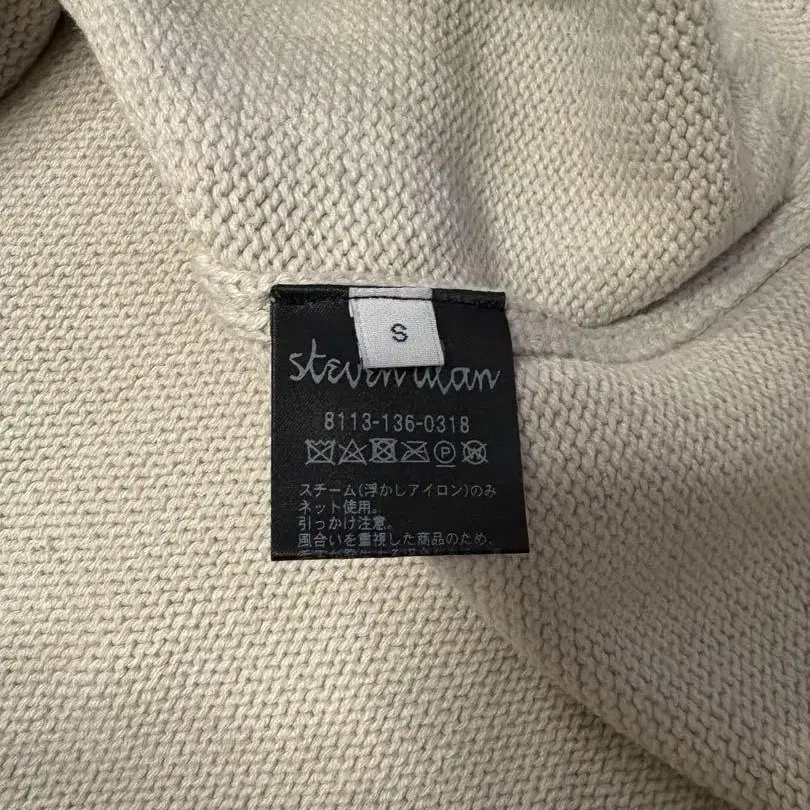 S
steven alan
8113-136-0318
P W
スチーム(浮かしアイロン)のみ
ネット使用。
引っかけ注意。
風合いを重視した商品のため、